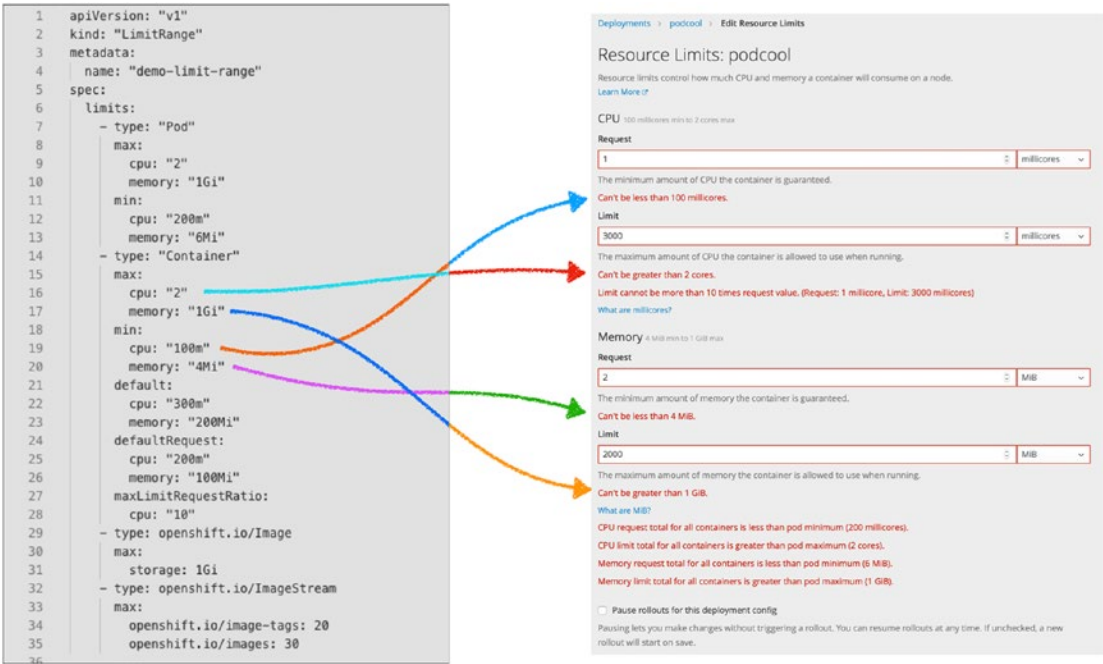 1 apiVersion: "v1"
2 kind: "LimitRange"
3 metadata:
4 name: "demo-limit-range"
5 spec:
6 limits:
7 - type: "Pod"
8 max:
9 cpu: "2"
10 memory: "1Gi"
11 min:
12 cpu: "200m"
13 memory: "6Mi"
14 - type: "Container"
15 max:
16 cpu: "2"
17 memory: "1Gi"
18 min:
19 cpu: "100m"
20 memory: "4Mi"
21 default:
22 cpu: "300m"
23 memory: "200Mi"
24 defaultRequest:
25 cpu: "200m"
26 memory: "100Mi"
27 maxLimitRequestRatio:
28 cpu: "10"
29 - type: openshift.io/Image
30 max:
31 storage: 1Gi
32 - type: openshift.io/ImageStream
33 max:
34 openshift.io/image-tags: 20
35 openshift.io/images: 30
36
Deployments > podcool > Edit Resource Limits
Resource Limits: podcool
Resource limits control how much CPU and memory a container will consume on a node.
Learn More
CPU 100 millicores min to 2 cores max
Request
1 millicores
The minimum amount of CPU the container is guaranteed.
Can't be less than 100 millicores.
Limit
3000 millicores
The maximum amount of CPU the container is allowed to use when running.
Can't be greater than 2 cores.
Limit cannot be more than 10 times request value. (Request: 1 millicore, Limit: 3000 millicores)
What are millicores?
Memory 4 MiB min to 1 GiB max
Request
2 MiB
The minimum amount of memory the container is guaranteed.
Can't be less than 4 MiB.
Limit
2000 MiB
The maximum amount of memory the container is allowed to use when running.
Can't be greater than 1 GiB.
What are MiB?
CPU request total for all containers is less than pod minimum (200 millicores).
CPU limit total for all containers is greater than pod maximum (2 cores).
Memory request total for all containers is less than pod minimum (6 MiB).
Memory limit total for all containers is greater than pod maximum (1 GiB).
Pause rollouts for this deployment config
Pausing lets you make changes without triggering a rollout. You can resume rollouts at any time. If unchecked, a new
rollout will start on save.